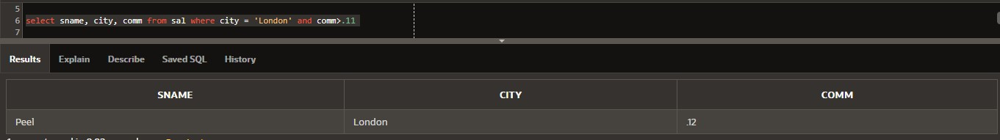 5
6 select sname, city, comm from sal where city = 'London' and comm>.11
7
Results Explain Describe Saved SQL History
SNAME CITY COMM
Peel London .12